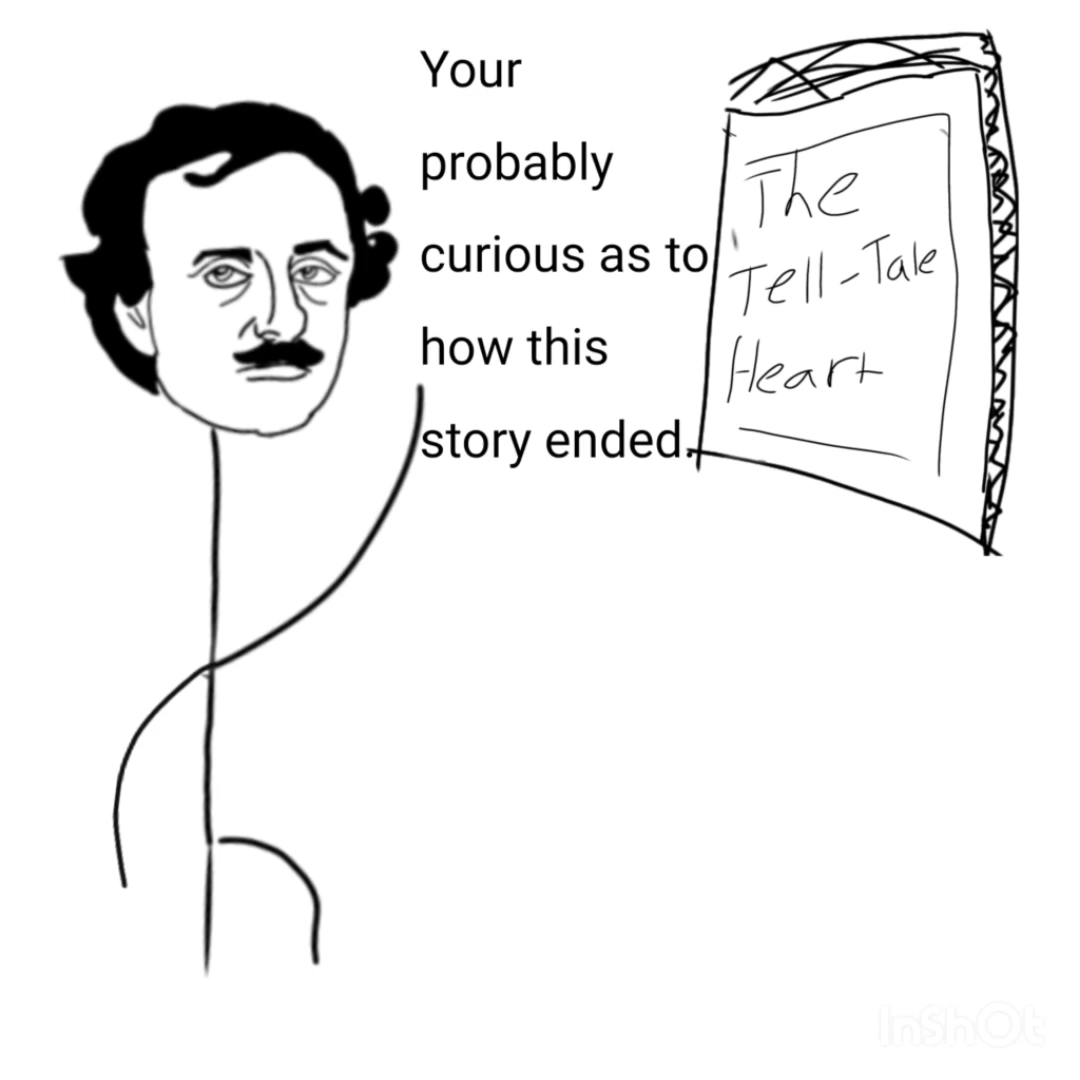 Your
probably
curious as to
how this
story ended.
The
Tell-Tale
Heart
InShOt